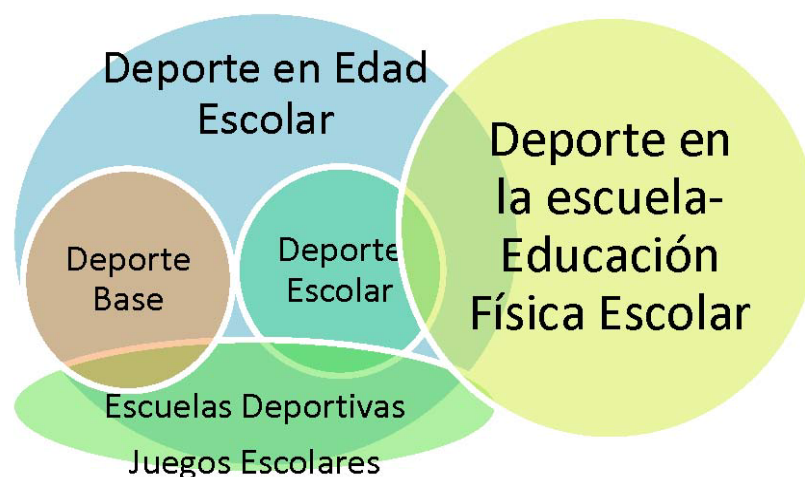 Deporte en Edad
Escolar
Deporte en
la escuela-
Educación
Física Escolar
Deporte
Base
Deporte
Escolar
Escuelas Deportivas
Juegos Escolares